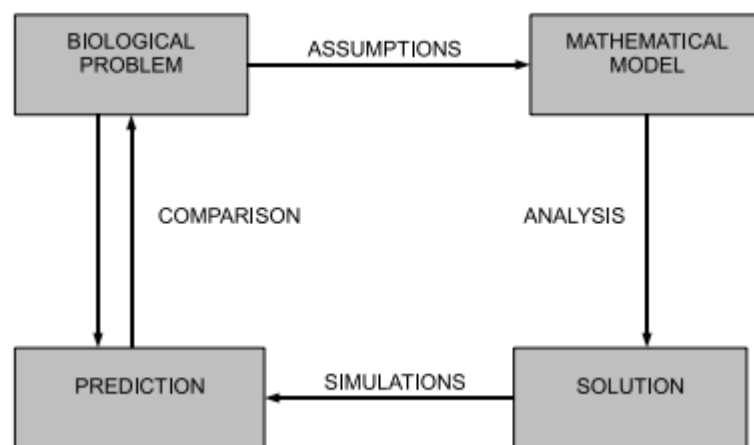 BIOLOGICAL
PROBLEM
ASSUMPTIONS
MATHEMATICAL
MODEL
COMPARISON
ANALYSIS
PREDICTION
SIMULATIONS
SOLUTION